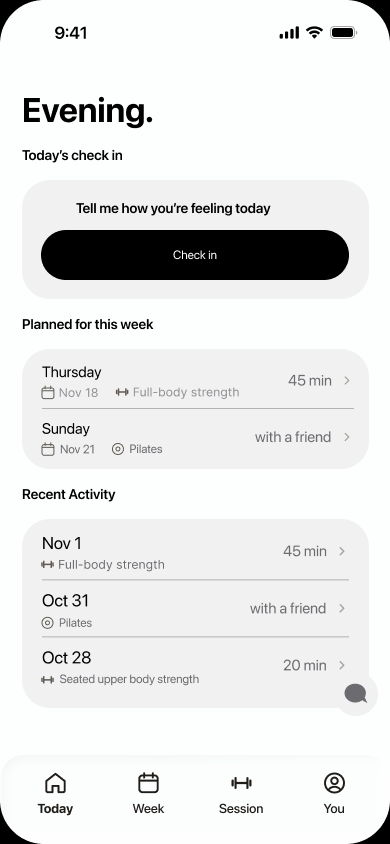 9:41
Evening.
Today's check in
Tell me how you're feeling today
Check in
Planned for this week
Thursday
45 min
Nov 18 Full-body strength
Sunday
with a friend
Nov 21 Pilates
Recent Activity
Nov 1
45 min
Full-body strength
Oct 31
with a friend
Pilates
Oct 28
20 min
Seated upper body strength
Today Week Session You